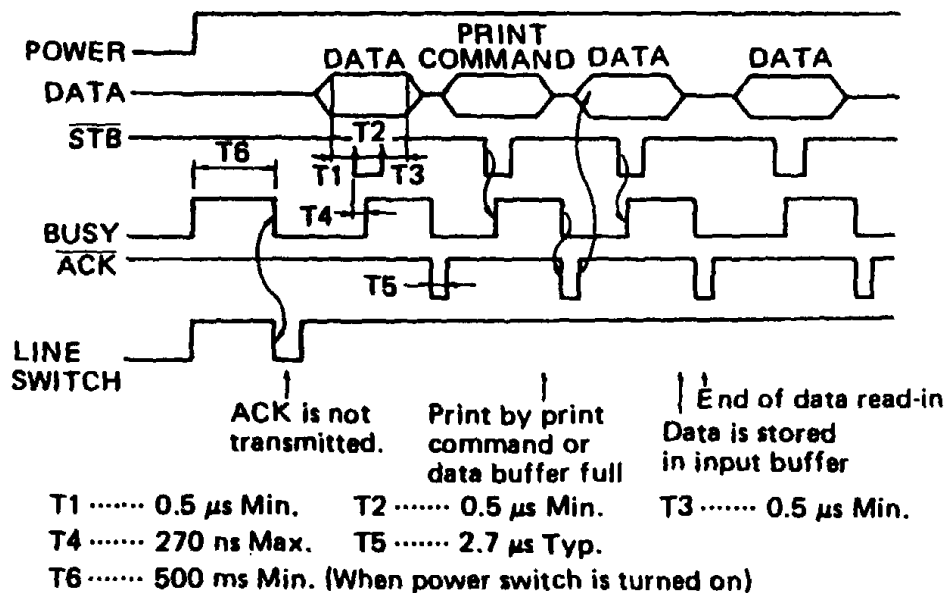 POWER
PRINT
DATA COMMAND DATA DATA
DATA
STB
T2
T6
T1 T3
T4
BUSY
ACK
T5
LINE
SWITCH
ACK is not
transmitted.
Print by print
command or
data buffer full
End of data read-in
Data is stored
in input buffer
T1 ······· 0.5 μs Min. T2 ······· 0.5 μs Min. T3 ······· 0.5 μs Min.
T4 ······· 270 ns Max. T5 ······· 2.7 μs Typ.
T6 ······· 500 ms Min. (When power switch is turned on)